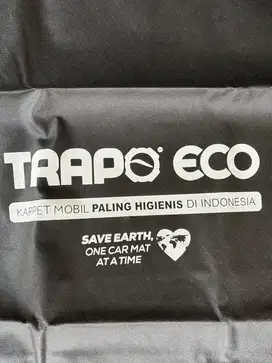 TRAPO ECO
KARPET MOBIL PALING HIGIENIS DI INDONESIA
SAVE EARTH,
ONE CAR MAT
AT A TIME